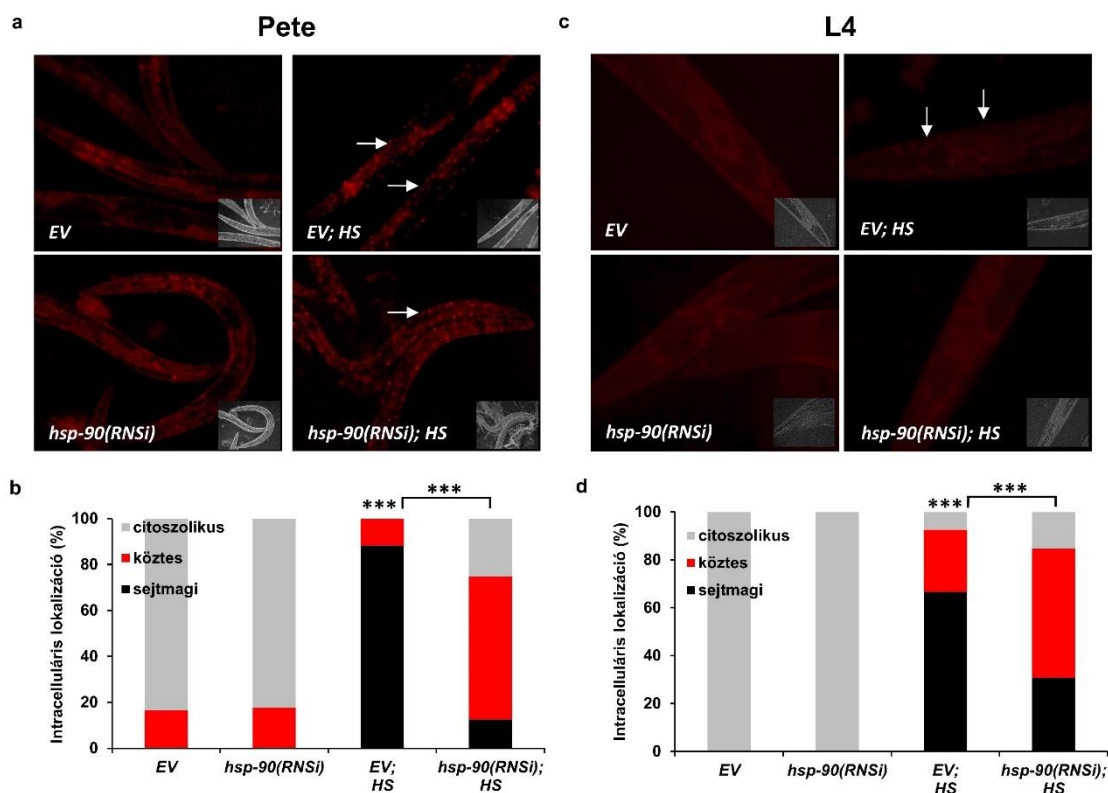 a
Pete
EV
EV; HS
hsp-90(RNSi)
hsp-90(RNSi); HS
c
L4
EV
EV; HS
hsp-90(RNSi)
hsp-90(RNSi); HS
b
Intracelluláris lokalizáció (%)
100
80
60
40
20
0
citoszolikus
köztes
sejtmagi
***
***
EV
hsp-90(RNSi)
EV;
HS
hsp-90(RNSi);
HS
d
Intracelluláris lokalizáció (%)
100
80
60
40
20
0
citoszolikus
köztes
sejtmagi
***
***
EV
hsp-90(RNSi)
EV;
HS
hsp-90(RNSi);
HS